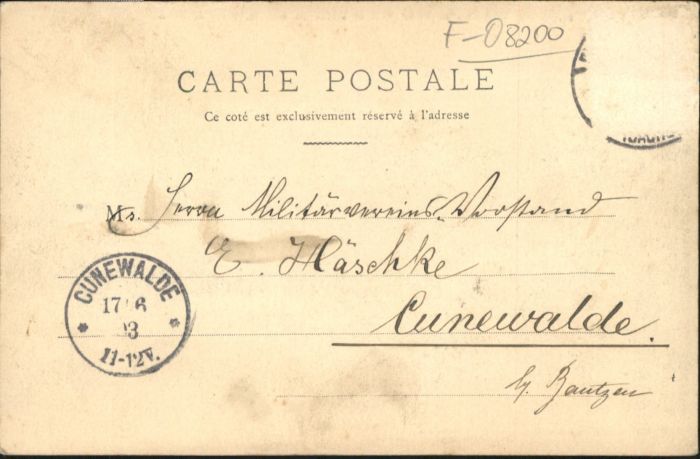 F-08200
CARTE POSTALE
Ce coté est exclusivement réservé à l'adresse
Ms. Herrn Militärvereins-Vorstand
E. Häschke
Cunewalde.
b/. Bautzen
CUNEWALDE
17 6
03
11-12V.